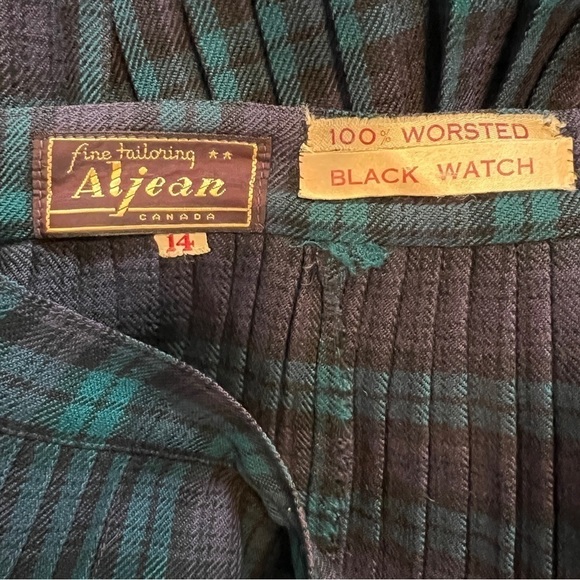 fine tailoring
Aljean
CANADA
14
100% WORSTED
BLACK WATCH